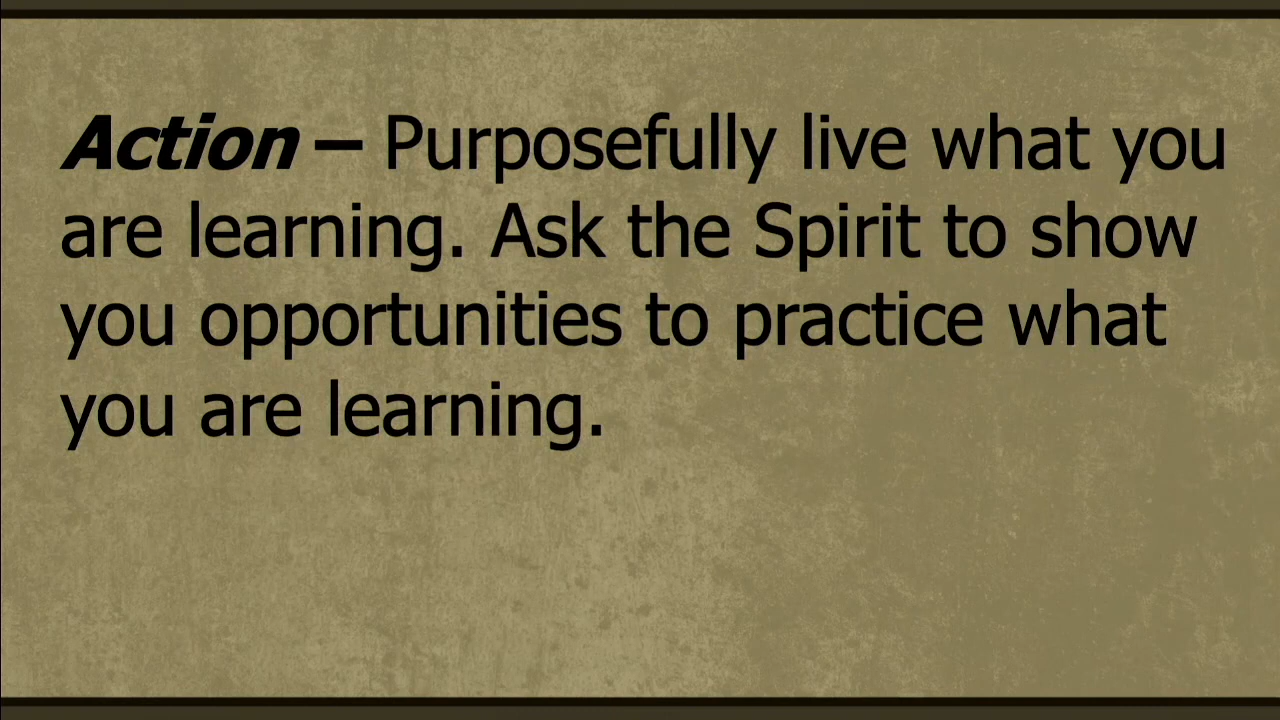 Action – Purposefully live what you
are learning. Ask the Spirit to show
you opportunities to practice what
you are learning.